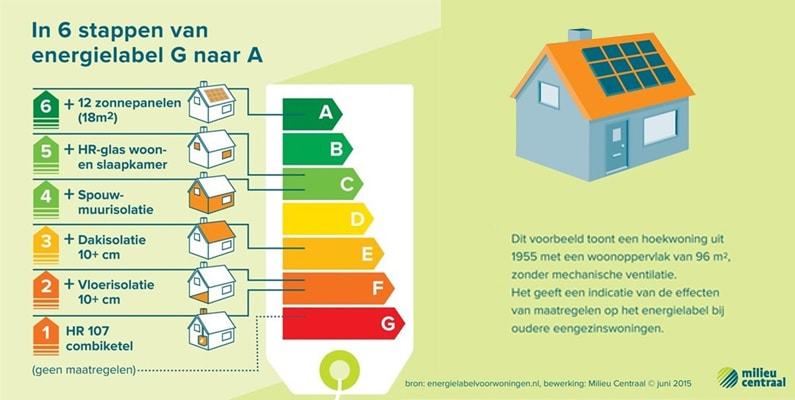 In 6 stappen van
energielabel G naar A
6 + 12 zonnepanelen
(18m²)
5 + HR-glas woon-
en slaapkamer
4 + Spouw-
muurisolatie
3 + Dakisolatie
10+ cm
2 + Vloerisolatie
10+ cm
1 HR 107
combiketel
(geen maatregelen)
A
B
C
D
E
F
G
Dit voorbeeld toont een hoekwoning uit
1955 met een woonoppervlak van 96 m²,
zonder mechanische ventilatie.
Het geeft een indicatie van de effecten
van maatregelen op het energielabel bij
oudere eengezinswoningen.
bron: energielabelvoorwoningen.nl, bewerking: Milieu Centraal © juni 2015
milieu
centraal